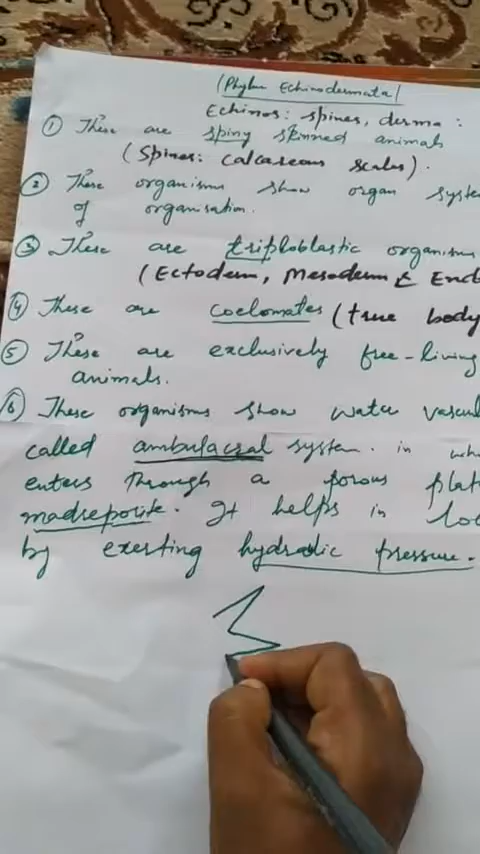 (Phylum Echinodermata)
Echinos: spines, derma:
① These are spiny skinned animals
(Spines: calcareous scales).
② These organisms show organ syste
of organisation.
③ These are triploblastic organisms
(Ectoderm, Mesoderm & End
④ These are coelomates (true body
⑤ These are exclusively free-living
animals.
⑥ These organisms show water vascul
called ambulacral system. in wh
enters through a porous plat
madreporite. It helps in lo
by exerting hydraulic pressure.